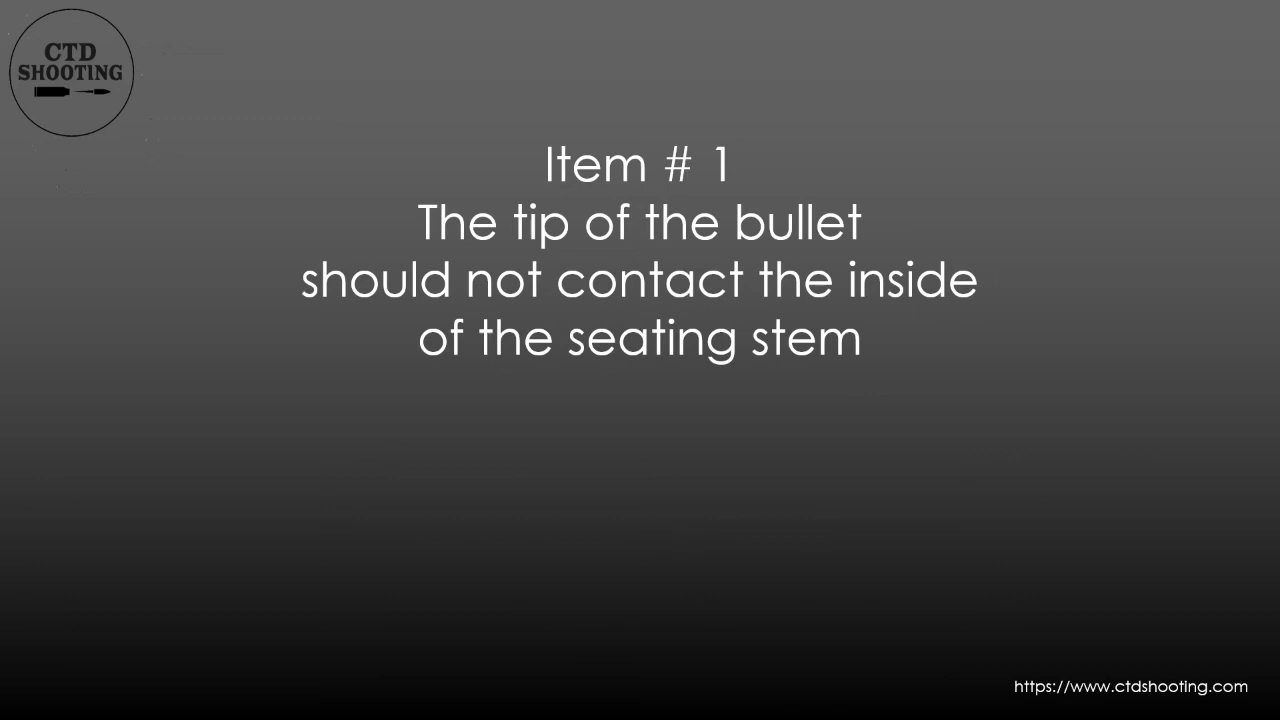 CTD
SHOOTING
Item # 1
The tip of the bullet
should not contact the inside
of the seating stem
https://www.ctdshooting.com